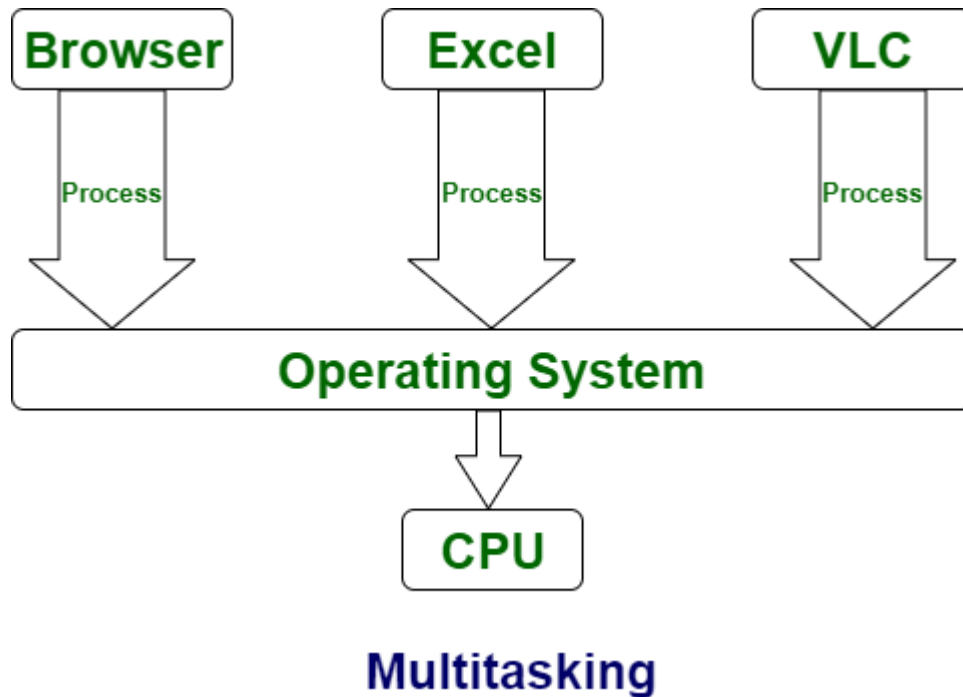 Browser Excel VLC
Process Process Process
Operating System
CPU
Multitasking